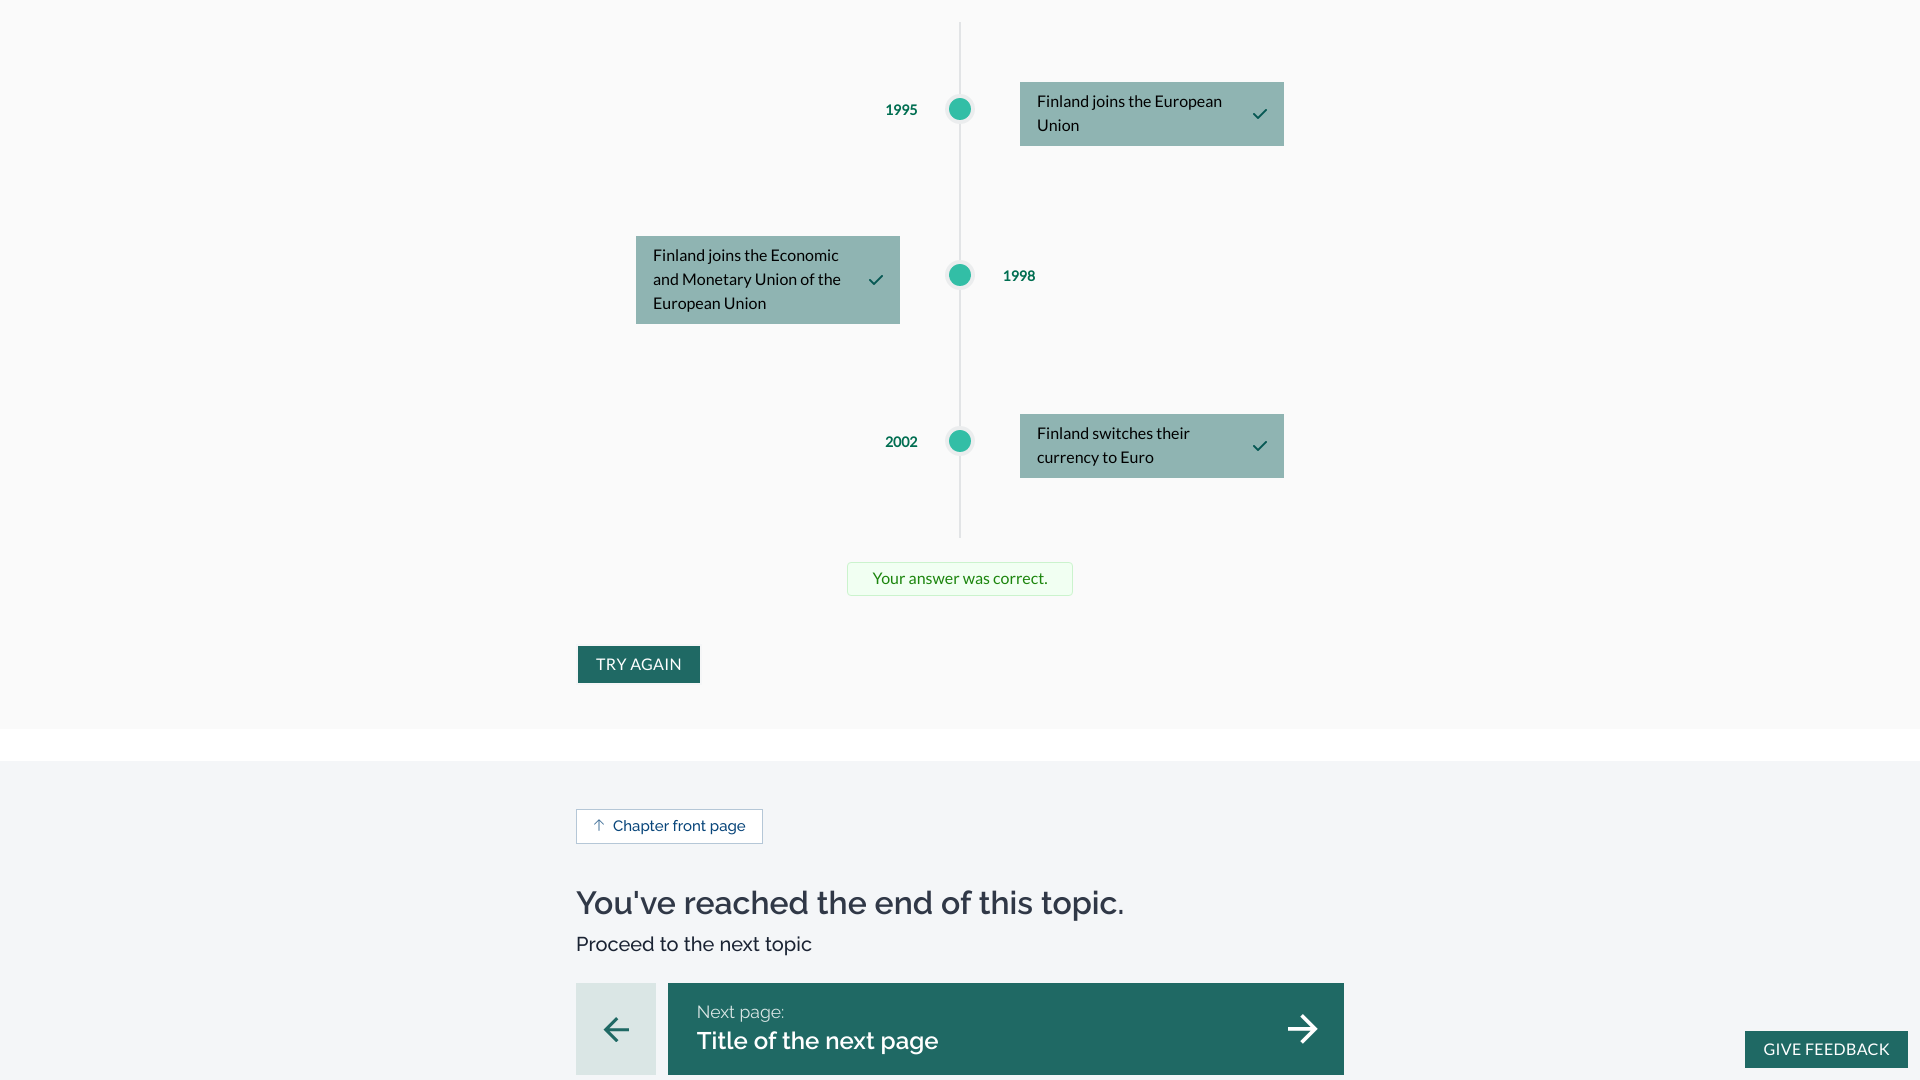 1995
Finland joins the European
Union
Finland joins the Economic
and Monetary Union of the
European Union
1998
2002
Finland switches their
currency to Euro
Your answer was correct.
TRY AGAIN
Chapter front page
You've reached the end of this topic.
Proceed to the next topic
Next page:
Title of the next page
GIVE FEEDBACK